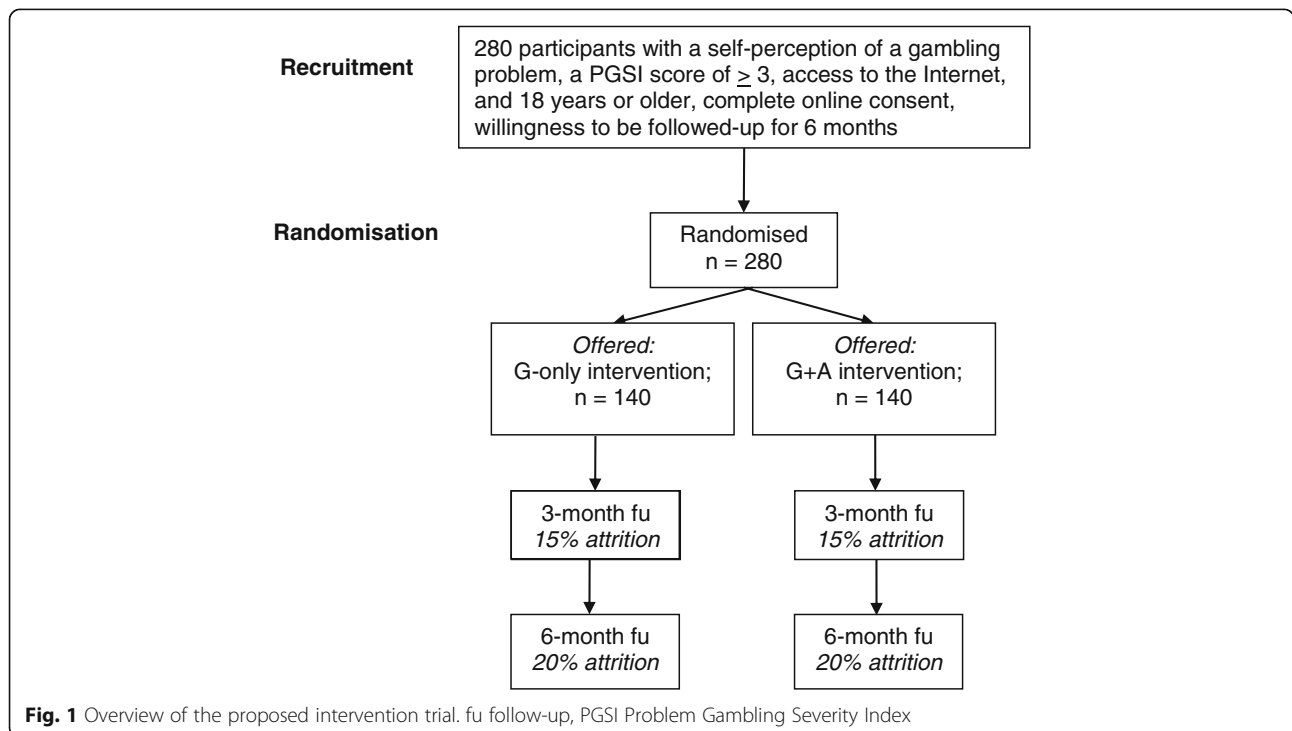 Recruitment
280 participants with a self-perception of a gambling
problem, a PGSI score of ≥ 3, access to the Internet,
and 18 years or older, complete online consent,
willingness to be followed-up for 6 months
Randomisation
Randomised
n = 280
Offered:
G-only intervention;
n = 140
Offered:
G+A intervention;
n = 140
3-month fu
15% attrition
3-month fu
15% attrition
6-month fu
20% attrition
6-month fu
20% attrition
Fig. 1 Overview of the proposed intervention trial. fu follow-up, PGSI Problem Gambling Severity Index